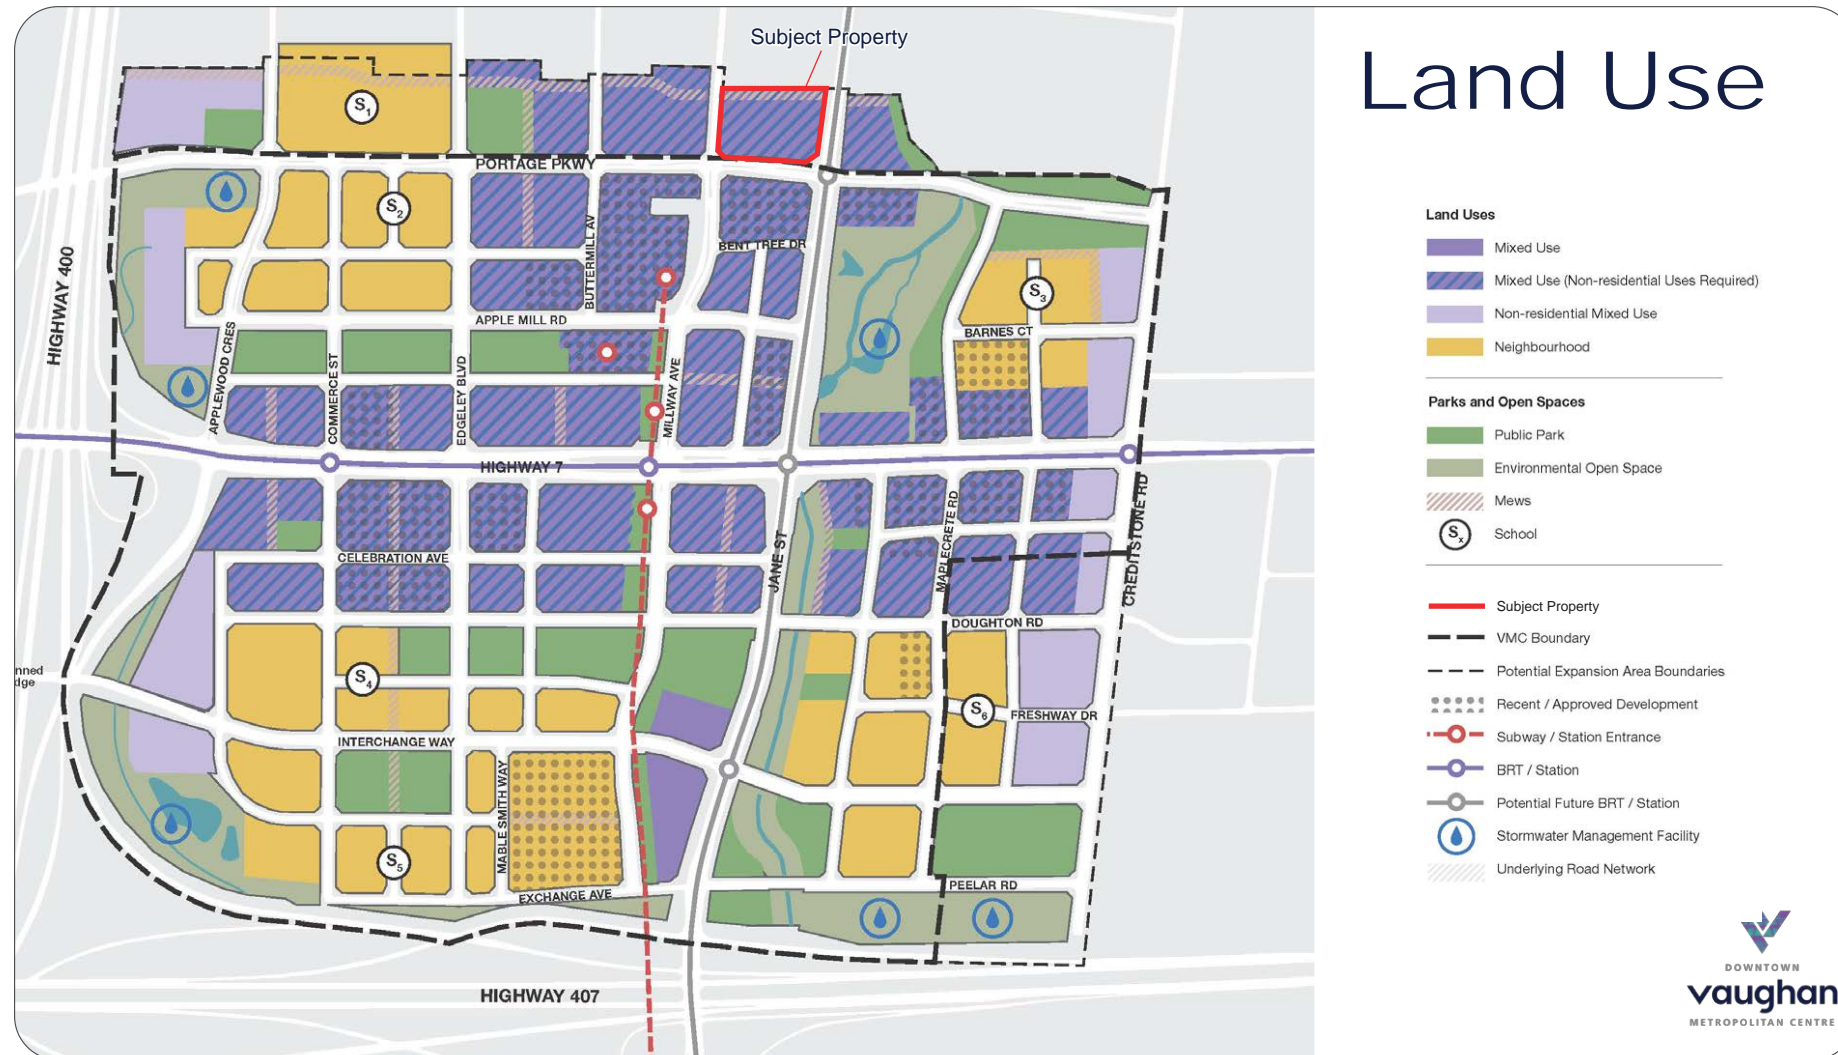 Subject Property
Land Use
S1
PORTAGE PKWY
S2
BUTTERMILL AV
BENT TREE DR
HIGHWAY 400
S3
APPLE MILL RD
BARNES CT
APPLEWOOD CRES
COMMERCE ST
EDGELEY BLVD
MILLWAY AVE
HIGHWAY 7
JANE ST
MAPLECRETE RD
CREDITSTONE RD
CELEBRATION AVE
DOUGHTON RD
nned
dge
S4
S6
FRESHWAY DR
INTERCHANGE WAY
MABLE SMITH WAY
S5
EXCHANGE AVE
PEELAR RD
HIGHWAY 407
Land Uses
Mixed Use
Mixed Use (Non-residential Uses Required)
Non-residential Mixed Use
Neighbourhood
Parks and Open Spaces
Public Park
Environmental Open Space
Mews
Sx School
Subject Property
VMC Boundary
Potential Expansion Area Boundaries
Recent / Approved Development
Subway / Station Entrance
BRT / Station
Potential Future BRT / Station
Stormwater Management Facility
Underlying Road Network
DOWNTOWN
vaughan
METROPOLITAN CENTRE